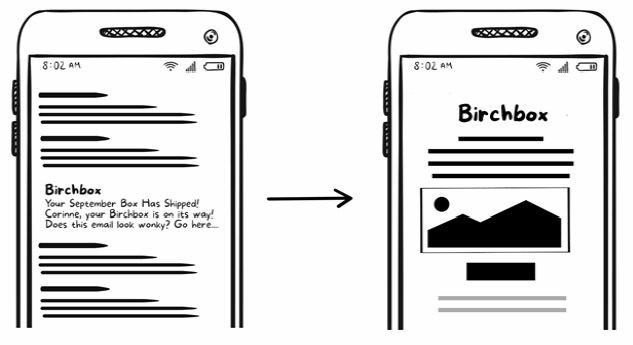 8:02 AM
Birchbox
Your September Box Has Shipped!
Corinne, your Birchbox is on its way!
Does this email look wonky? Go here...
8:02 AM
Birchbox